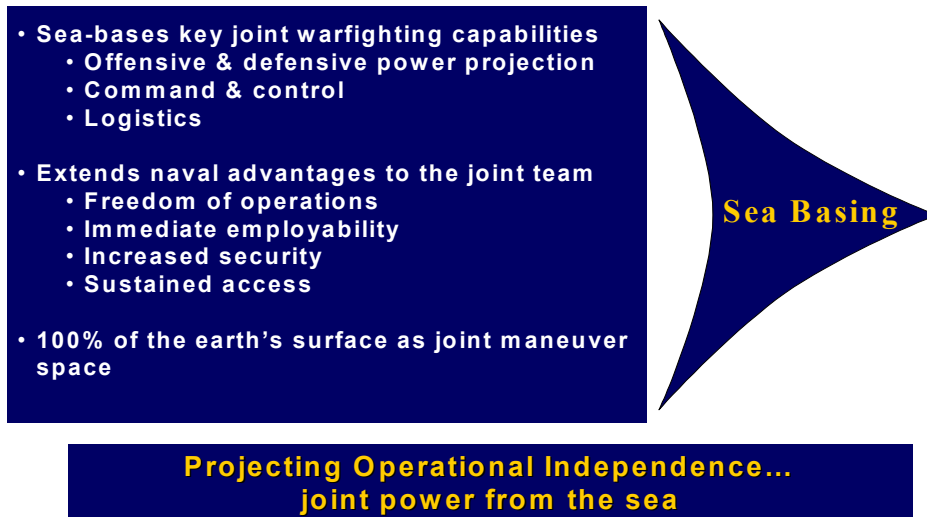 • Sea-bases key joint warfighting capabilities
• Offensive & defensive power projection
• Command & control
• Logistics
• Extends naval advantages to the joint team
• Freedom of operations
• Immediate employability
• Increased security
• Sustained access
• 100% of the earth’s surface as joint maneuver
space
Sea Basing
Projecting Operational Independence…
joint power from the sea